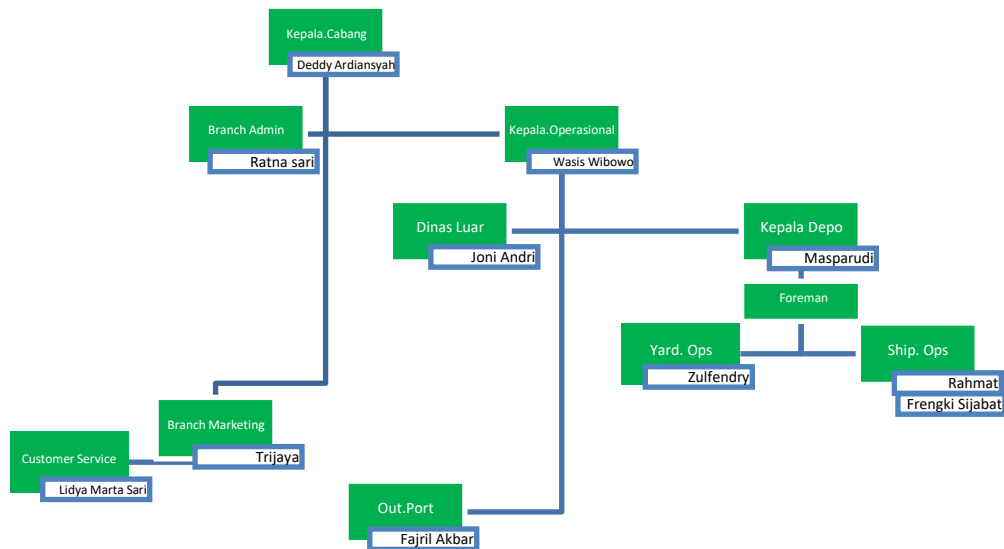 Kepala.Cabang
Deddy Ardiansyah
Branch Admin
Ratna sari
Kepala.Operasional
Wasis Wibowo
Dinas Luar
Joni Andri
Kepala Depo
Masparudi
Foreman
Yard. Ops
Zulfendry
Ship. Ops
Rahmat
Frengki Sijabat
Branch Marketing
Trijaya
Customer Service
Lidya Marta Sari
Out.Port
Fajril Akbar